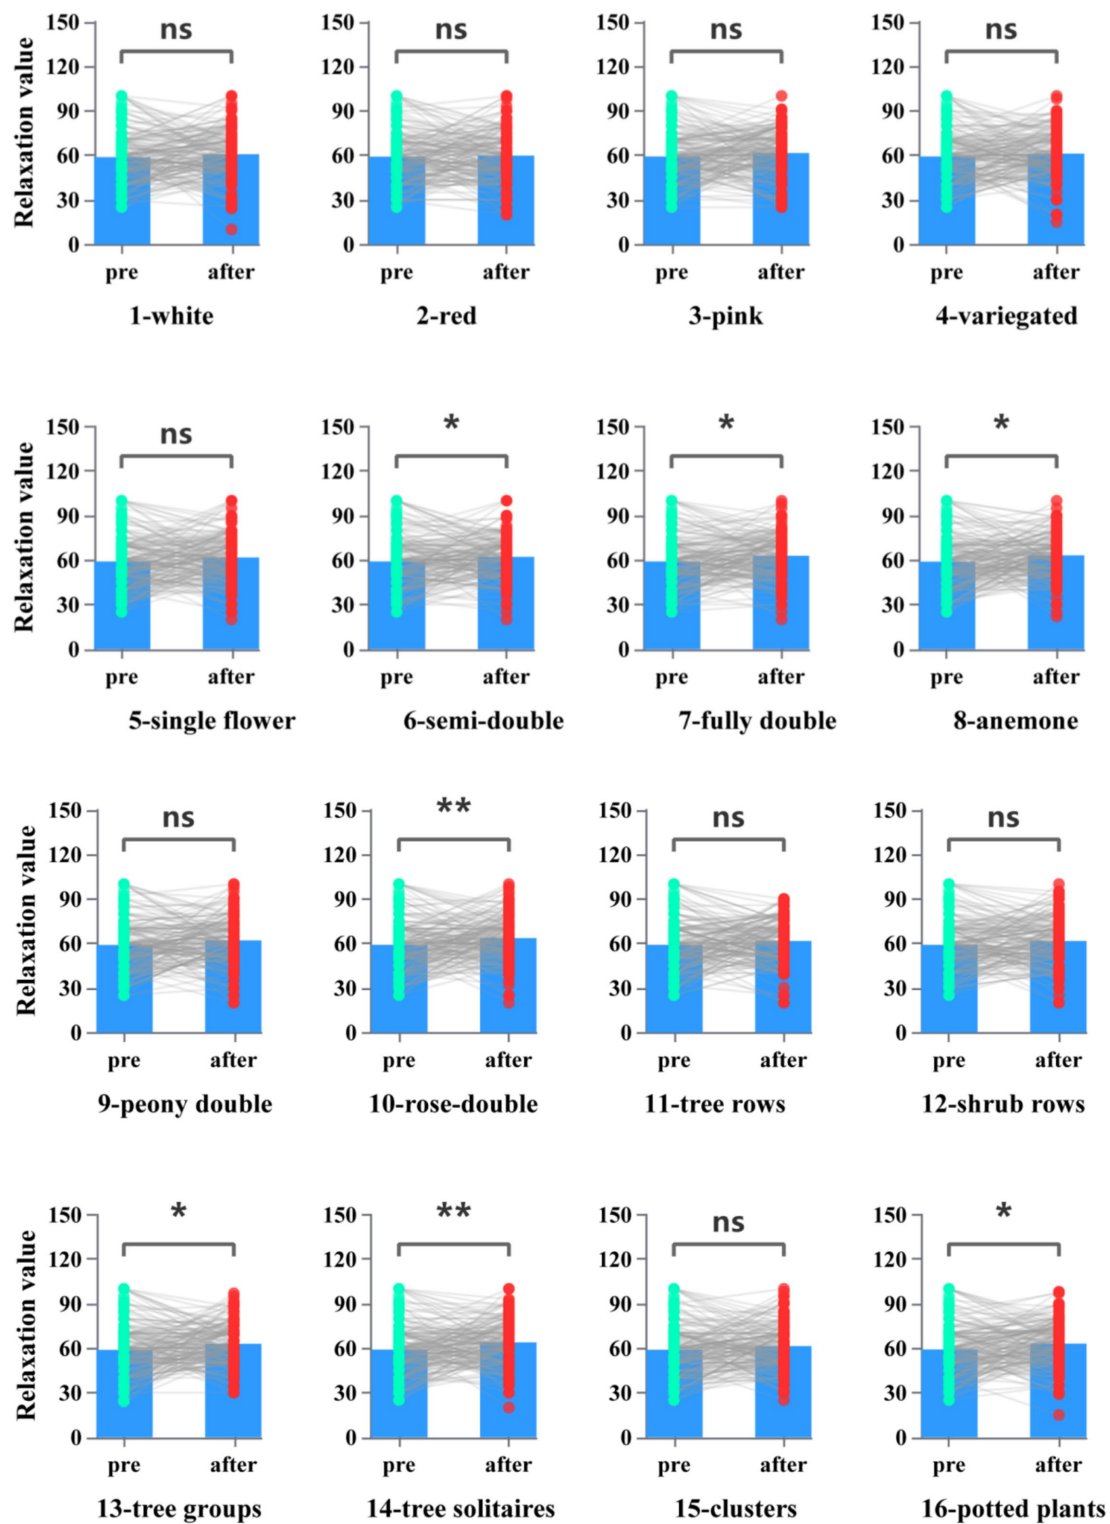 150 150 150 150
ns ns ns ns
120 120 120 120
90 90 90 90
60 60 60 60
30 30 30 30
0 0 0 0
Relaxation value
pre after pre after pre after pre after
1-white 2-red 3-pink 4-variegated
150 150 150 150
ns * * *
120 120 120 120
90 90 90 90
60 60 60 60
30 30 30 30
0 0 0 0
Relaxation value
pre after pre after pre after pre after
5-single flower 6-semi-double 7-fully double 8-anemone
150 150 150 150
ns ** ns ns
120 120 120 120
90 90 90 90
60 60 60 60
30 30 30 30
0 0 0 0
Relaxation value
pre after pre after pre after pre after
9-peony double 10-rose-double 11-tree rows 12-shrub rows
150 150 150 150
* ** ns *
120 120 120 120
90 90 90 90
60 60 60 60
30 30 30 30
0 0 0 0
Relaxation value
pre after pre after pre after pre after
13-tree groups 14-tree solitaires 15-clusters 16-potted plants